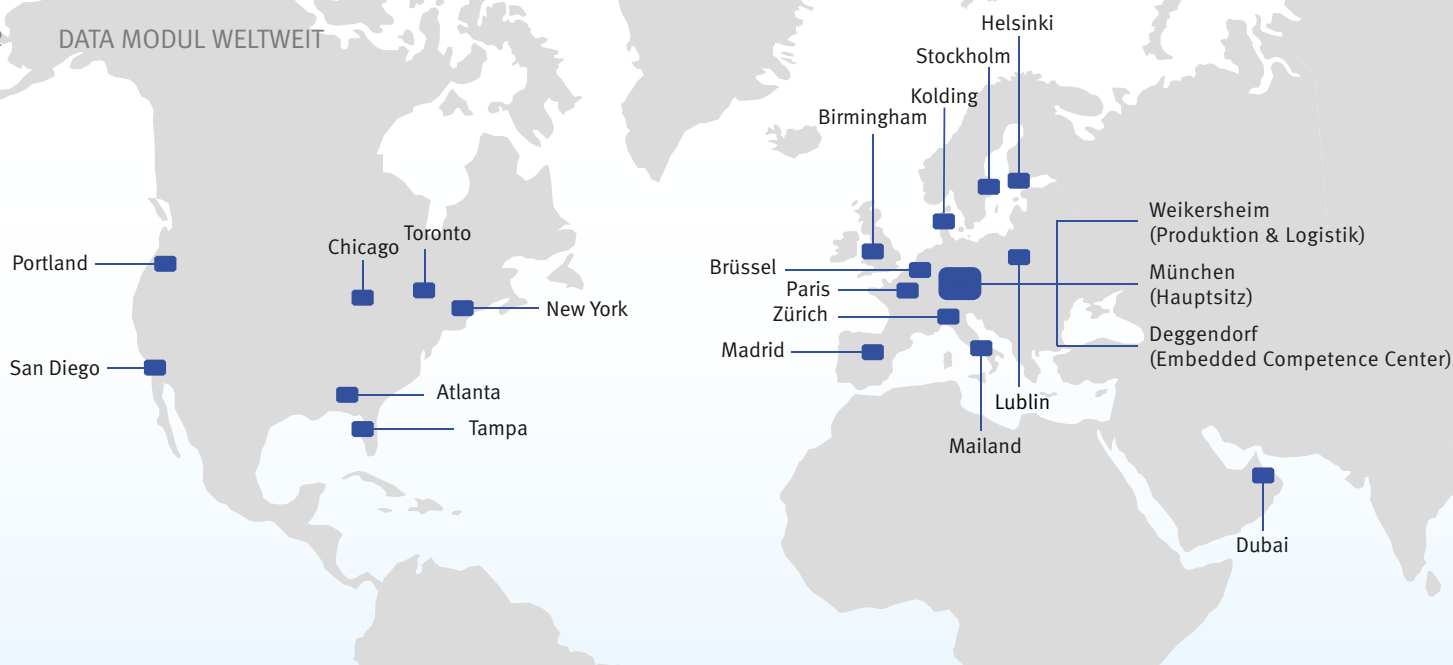 DATA MODUL WELTWEIT
Helsinki
Stockholm
Kolding
Birmingham
Weikersheim
(Produktion & Logistik)
Toronto
Chicago
Portland
Brüssel
München
(Hauptsitz)
Paris
New York
Zürich
Deggendorf
(Embedded Competence Center)
Madrid
San Diego
Atlanta
Lublin
Tampa
Mailand
Dubai